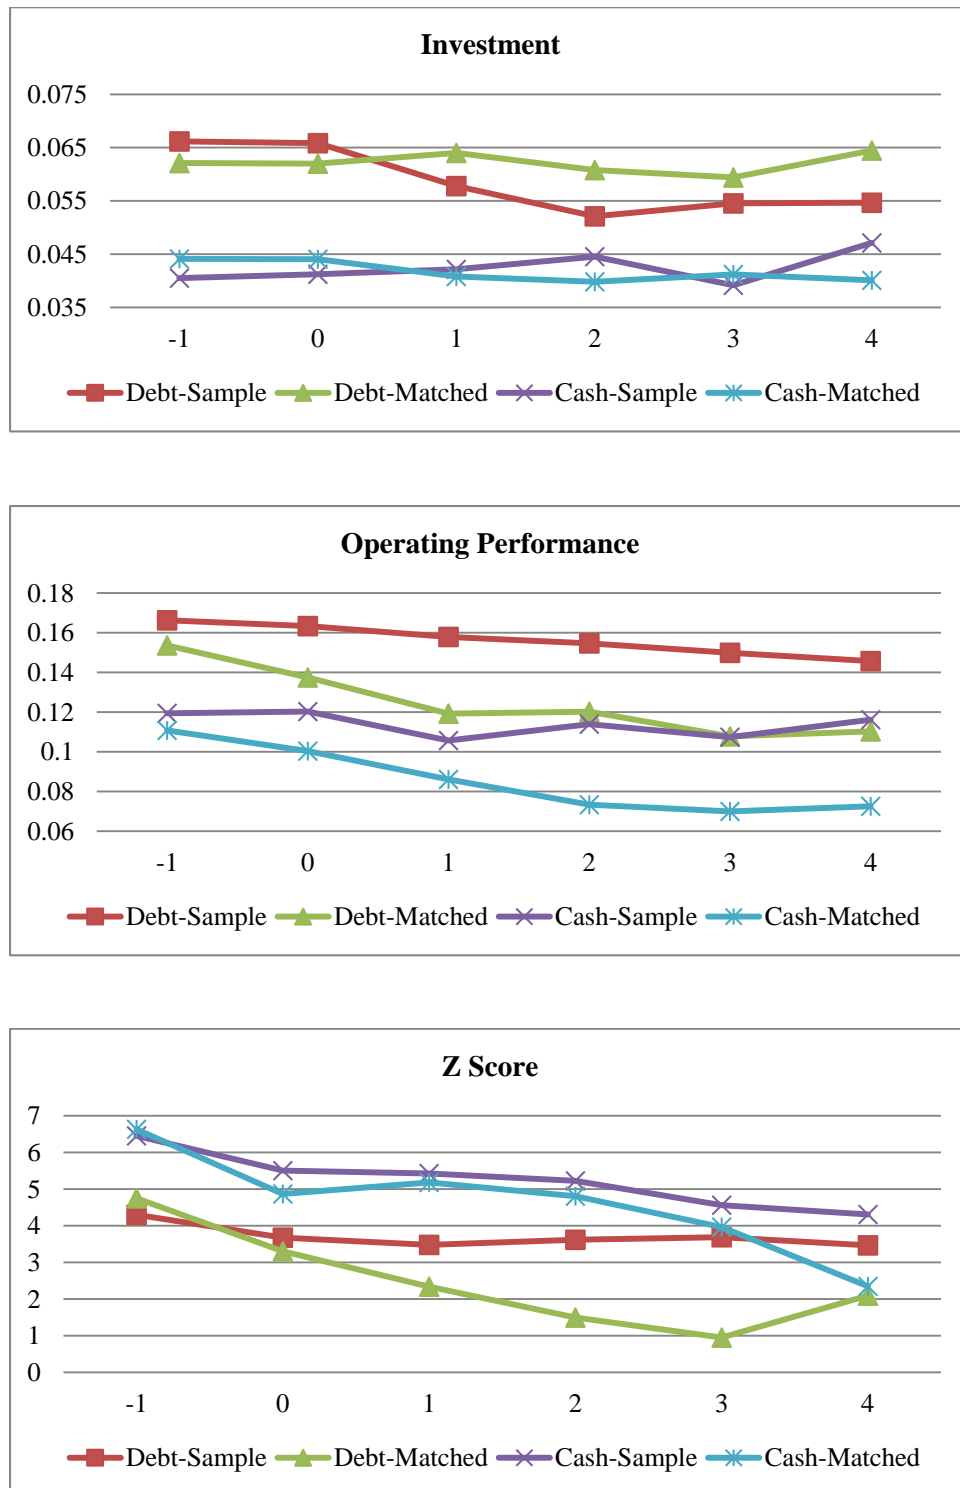 Investment
0.075
0.065
0.055
0.045
0.035
-1 0 1 2 3 4
Debt-Sample Debt-Matched Cash-Sample Cash-Matched
Operating Performance
0.18
0.16
0.14
0.12
0.1
0.08
0.06
-1 0 1 2 3 4
Debt-Sample Debt-Matched Cash-Sample Cash-Matched
Z Score
7
6
5
4
3
2
1
0
-1 0 1 2 3 4
Debt-Sample Debt-Matched Cash-Sample Cash-Matched